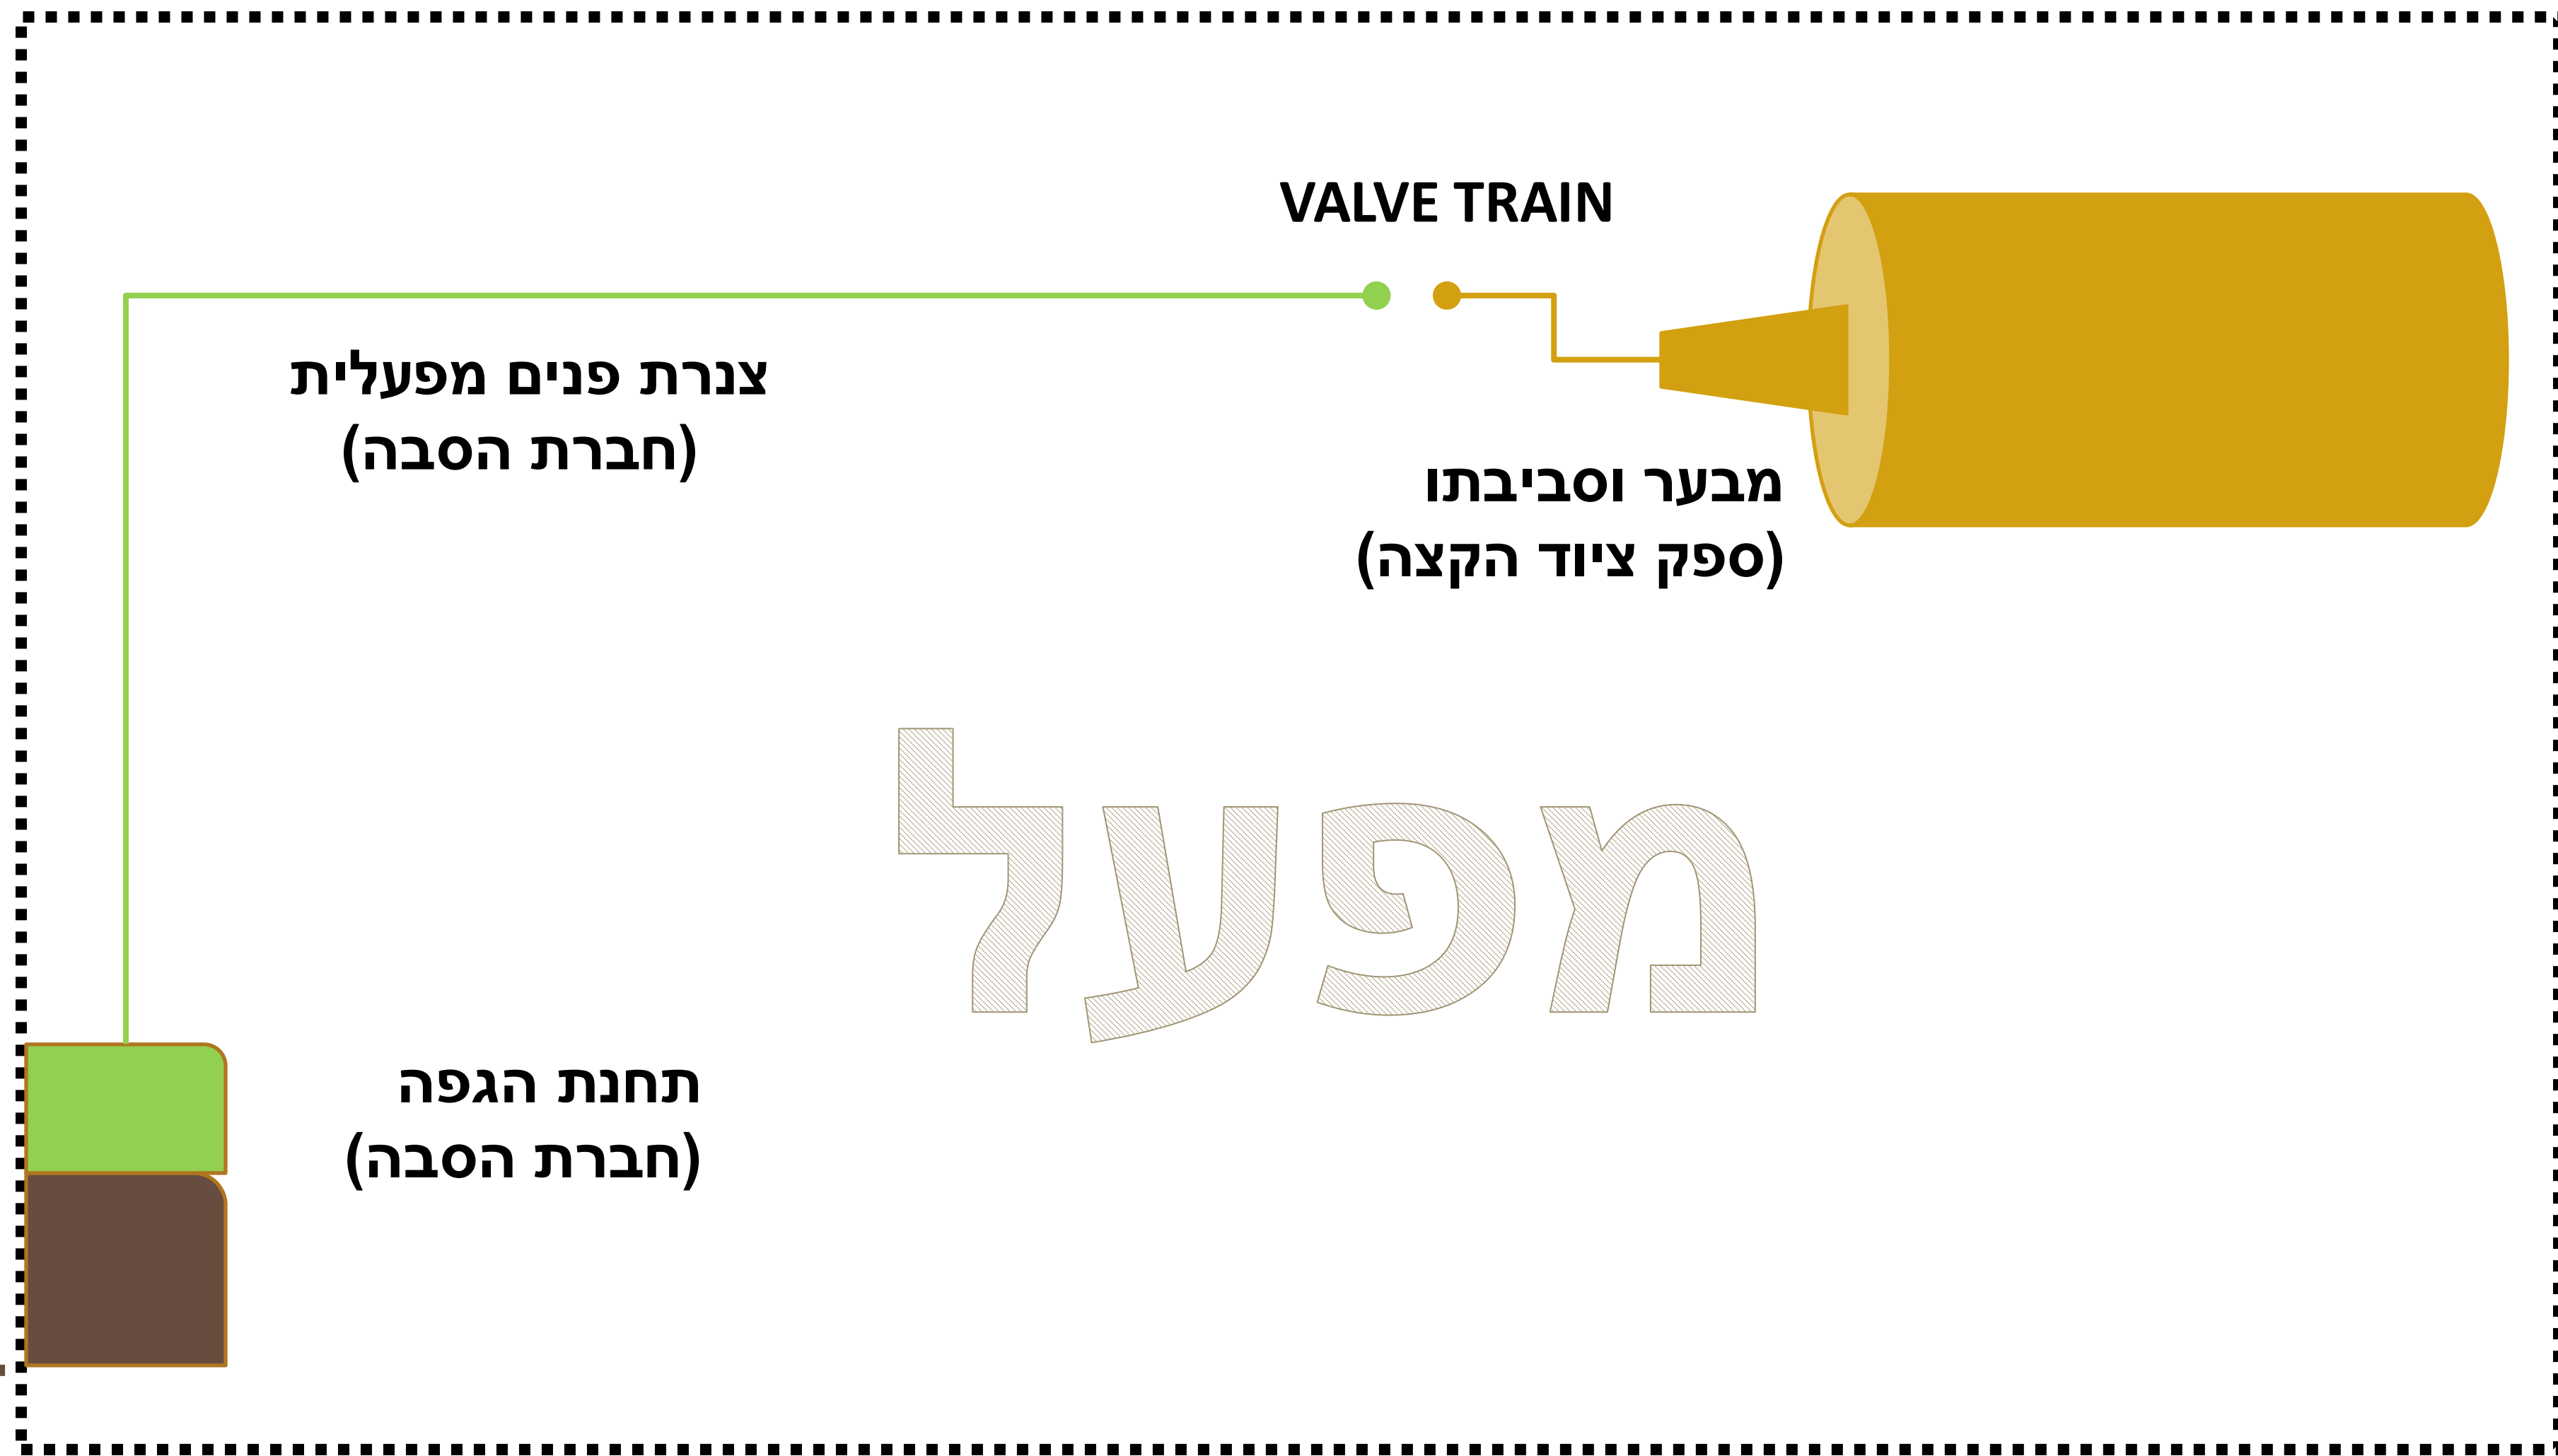 VALVE TRAIN
צנרת פנים מפעלית
(חברת הסבה)
מבער וסביבתו
(ספק ציוד הקצה)
מפעל
תחנת הגפה
(חברת הסבה)